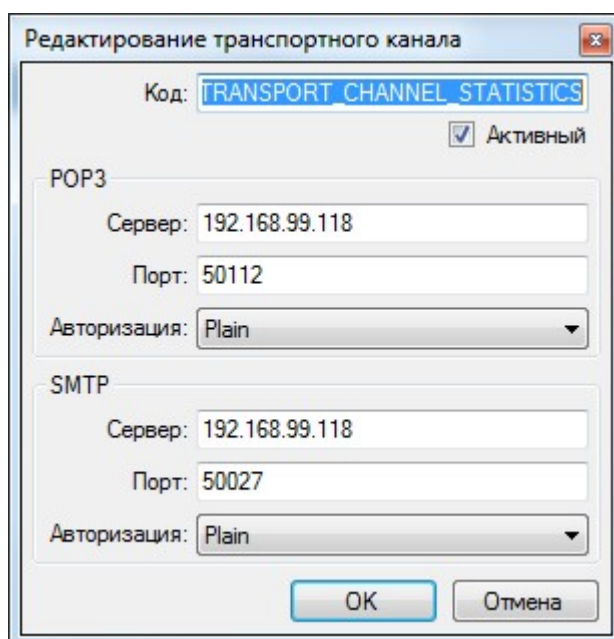 Редактирование транспортного канала
Код: TRANSPORT_CHANNEL_STATISTICS
Активный
POP3
Сервер: 192.168.99.118
Порт: 50112
Авторизация: Plain
SMTP
Сервер: 192.168.99.118
Порт: 50027
Авторизация: Plain
OK Отмена